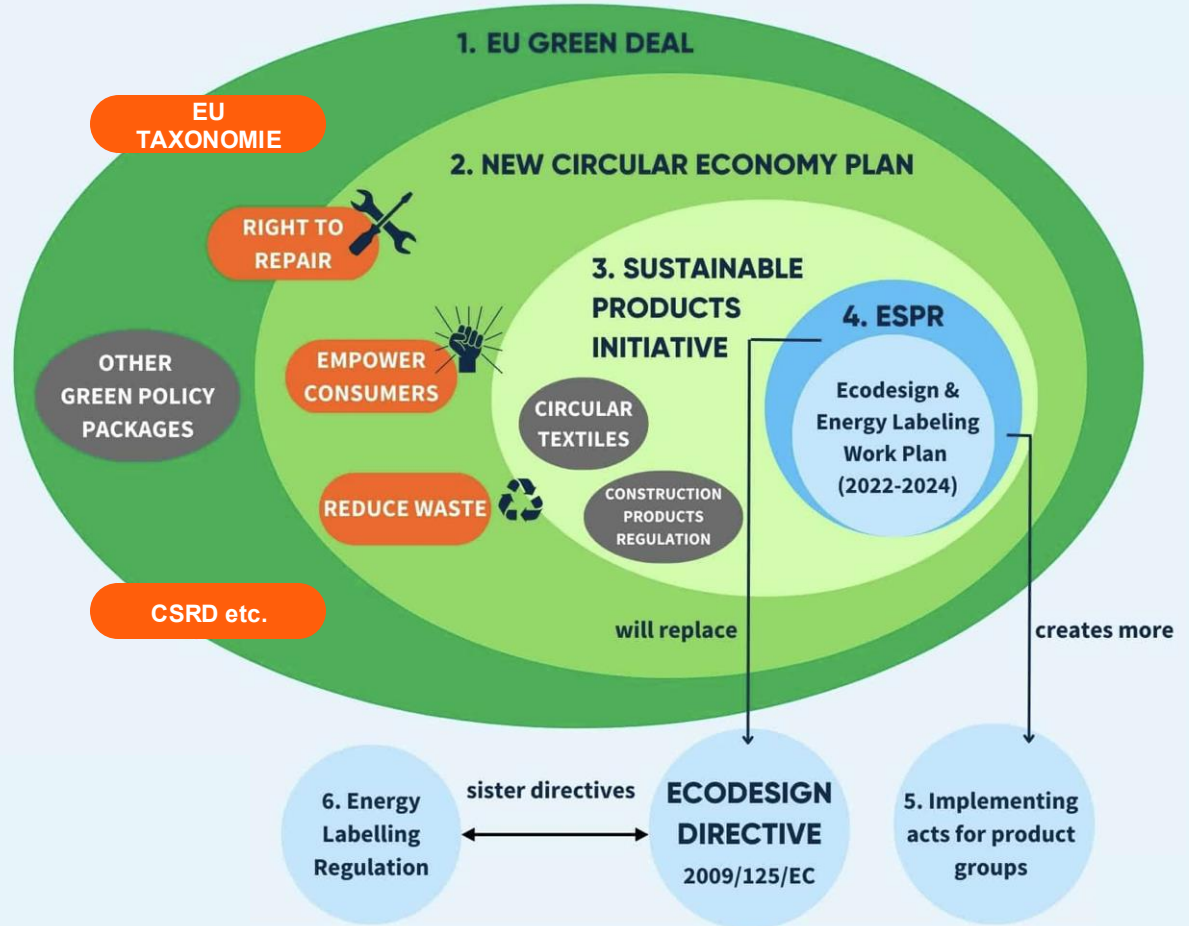 1. EU GREEN DEAL
EU
TAXONOMIE
2. NEW CIRCULAR ECONOMY PLAN
RIGHT TO
REPAIR
3. SUSTAINABLE
PRODUCTS
INITIATIVE
4. ESPR
OTHER
GREEN POLICY
PACKAGES
EMPOWER
CONSUMERS
CIRCULAR
TEXTILES
Ecodesign &
Energy Labeling
Work Plan
(2022-2024)
REDUCE WASTE
CONSTRUCTION
PRODUCTS
REGULATION
CSRD etc.
will replace
creates more
6. Energy
Labelling
Regulation
sister directives
ECODESIGN
DIRECTIVE
2009/125/EC
5. Implementing
acts for product
groups